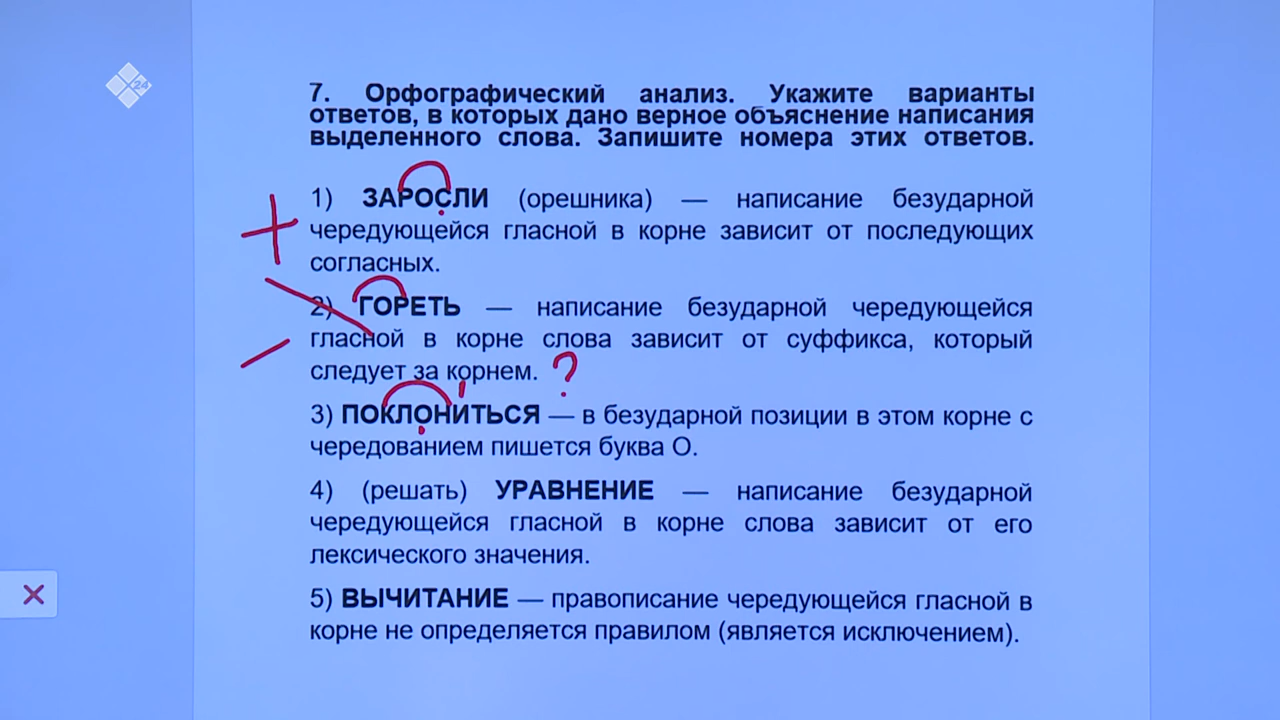 24
7. Орфографический анализ. Укажите варианты
ответов, в которых дано верное объяснение написания
выделенного слова. Запишите номера этих ответов.
1) ЗАРОСЛИ (орешника) — написание безударной
чередующейся гласной в корне зависит от последующих
согласных.
2) ГОРЕТЬ — написание безударной чередующейся
гласной в корне слова зависит от суффикса, который
следует за корнем. ?
3) ПОКЛОНИТЬСЯ — в безударной позиции в этом корне с
чередованием пишется буква О.
4) (решать) УРАВНЕНИЕ — написание безударной
чередующейся гласной в корне слова зависит от его
лексического значения.
5) ВЫЧИТАНИЕ — правописание чередующейся гласной в
корне не определяется правилом (является исключением).